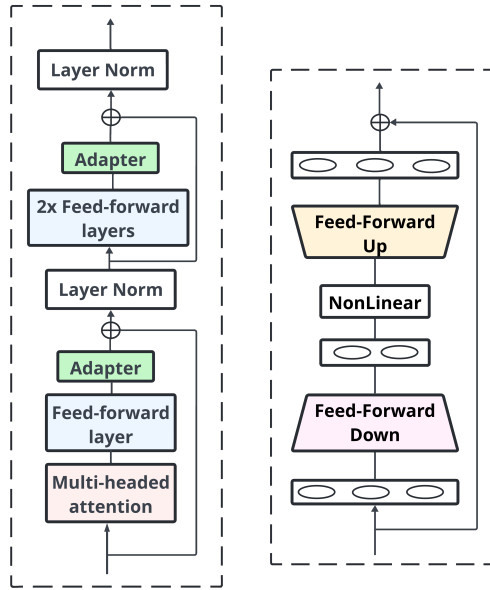 Layer Norm
Adapter
2x Feed-forward
layers
Layer Norm
Adapter
Feed-forward
layer
Multi-headed
attention
Feed-Forward
Up
NonLinear
Feed-Forward
Down